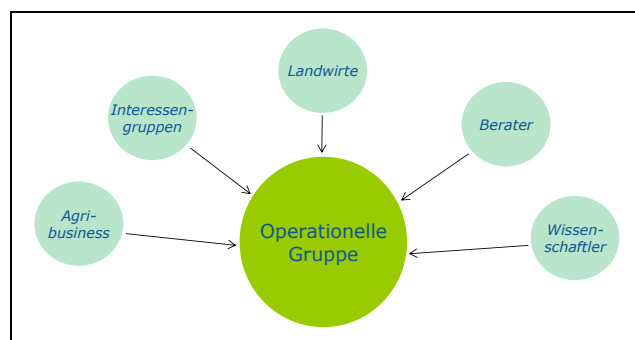 Landwirte
Interessen-
gruppen
Berater
Agri-
business
Operationelle
Gruppe
Wissen-
schaftler